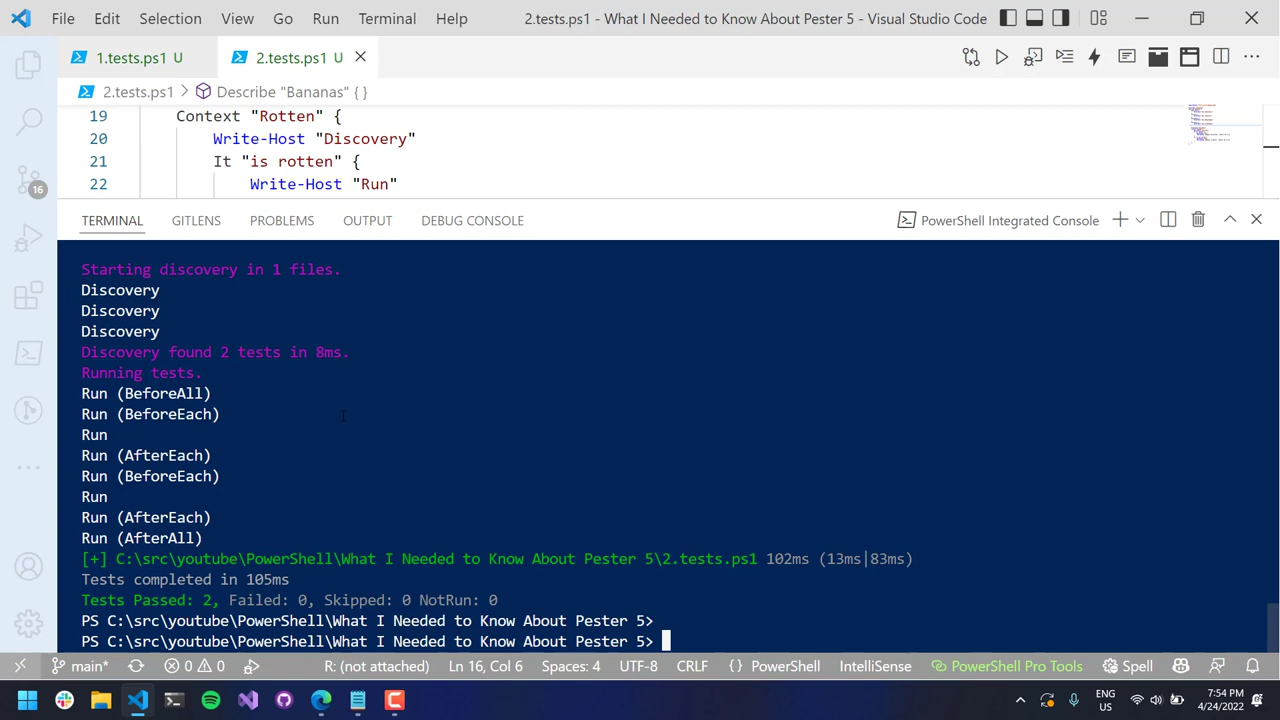 File Edit Selection View Go Run Terminal Help 2.tests.ps1 - What I Needed to Know About Pester 5 - Visual Studio Code
1.tests.ps1 U 2.tests.ps1 U
2.tests.ps1 > Describe "Bananas" { }
19 Context "Rotten" {
20 Write-Host "Discovery"
21 It "is rotten" {
22 Write-Host "Run"
TERMINAL GITLENS PROBLEMS OUTPUT DEBUG CONSOLE PowerShell Integrated Console
Starting discovery in 1 files.
Discovery
Discovery
Discovery
Discovery found 2 tests in 8ms.
Running tests.
Run (BeforeAll)
Run (BeforeEach)
Run
Run (AfterEach)
Run (BeforeEach)
Run
Run (AfterEach)
Run (AfterAll)
[+] C:\src\youtube\PowerShell\What I Needed to Know About Pester 5\2.tests.ps1 102ms (13ms|83ms)
Tests completed in 105ms
Tests Passed: 2, Failed: 0, Skipped: 0 NotRun: 0
PS C:\src\youtube\PowerShell\What I Needed to Know About Pester 5>
PS C:\src\youtube\PowerShell\What I Needed to Know About Pester 5>
16
main* 0 0 R: (not attached) Ln 16, Col 6 Spaces: 4 UTF-8 CRLF { } PowerShell IntelliSense PowerShell Pro Tools Spell
ENG
US
7:54 PM
4/24/2022